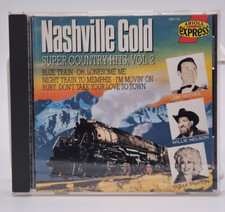 Nashville Gold
SUPER COUNTRY HITS, VOL. 2
BLUE TRAIN · OH, LONESOME ME
NIGHT TRAIN TO MEMPHIS · I'M MOVIN' ON
RUBY, DON'T TAKE YOUR LOVE TO TOWN
ARIOLA
EXPRESS
WILLIE NELSON